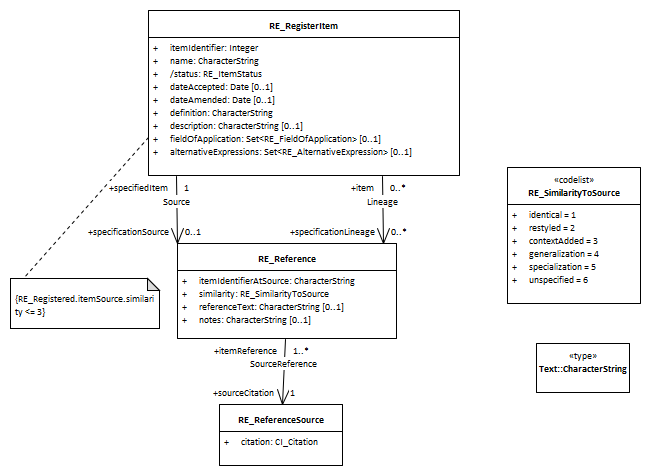 RE_RegisterItem
+ itemIdentifier: Integer
+ name: CharacterString
+ /status: RE_ItemStatus
+ dateAccepted: Date [0..1]
+ dateAmended: Date [0..1]
+ definition: CharacterString
+ description: CharacterString [0..1]
+ fieldOfApplication: Set<RE_FieldOfApplication> [0..1]
+ alternativeExpressions: Set<RE_AlternativeExpression> [0..1]
+specifiedItem 1
Source
+specificationSource 0..1
+item 0..*
Lineage
+specificationLineage 0..*
RE_Reference
+ itemIdentifierAtSource: CharacterString
+ similarity: RE_SimilarityToSource
+ referenceText: CharacterString [0..1]
+ notes: CharacterString [0..1]
{RE_Registered.itemSource.similari
ty <= 3}
+itemReference 1..*
SourceReference
+sourceCitation 1
RE_ReferenceSource
+ citation: CI_Citation
«codelist»
RE_SimilarityToSource
+ identical = 1
+ restyled = 2
+ contextAdded = 3
+ generalization = 4
+ specialization = 5
+ unspecified = 6
«type»
Text::CharacterString